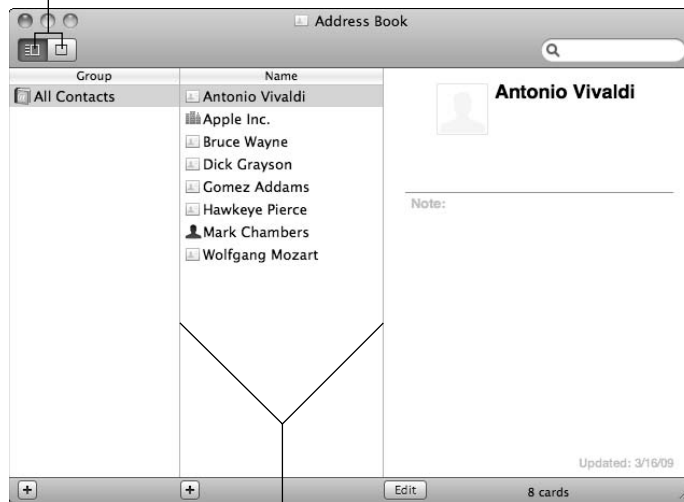 Address Book
Group
Name
All Contacts
Antonio Vivaldi
Apple Inc.
Bruce Wayne
Dick Grayson
Gomez Addams
Hawkeye Pierce
Mark Chambers
Wolfgang Mozart
Antonio Vivaldi
Note:
Updated: 3/16/09
Edit
8 cards